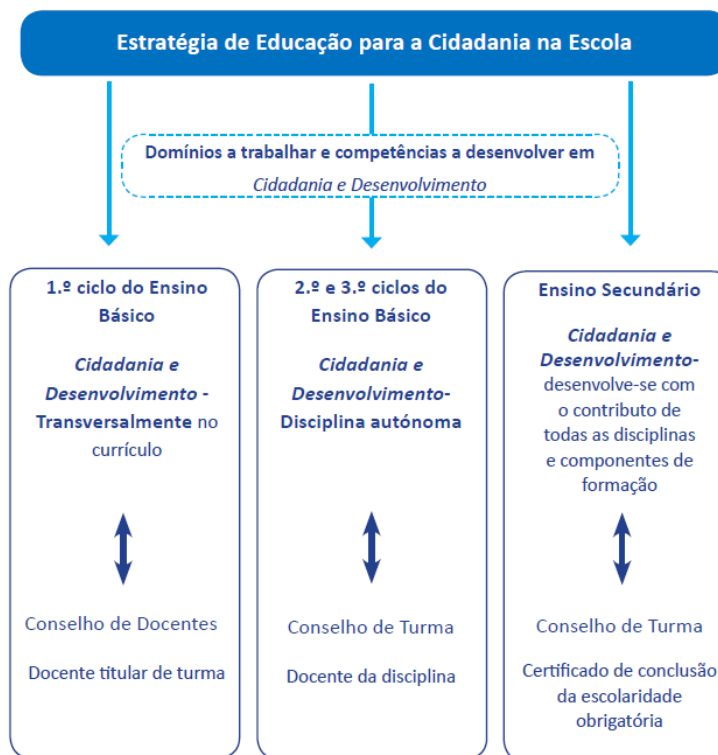 Estratégia de Educação para a Cidadania na Escola
Domínios a trabalhar e competências a desenvolver em
Cidadania e Desenvolvimento
1.º ciclo do Ensino
Básico
Cidadania e
Desenvolvimento -
Transversalmente no
currículo
Conselho de Docentes
Docente titular de turma
2.º e 3.º ciclos do
Ensino Básico
Cidadania e
Desenvolvimento-
Disciplina autónoma
Conselho de Turma
Docente da disciplina
Ensino Secundário
Cidadania e
Desenvolvimento-
desenvolve-se com
o contributo de
todas as disciplinas
e componentes de
formação
Conselho de Turma
Certificado de conclusão
da escolaridade
obrigatória